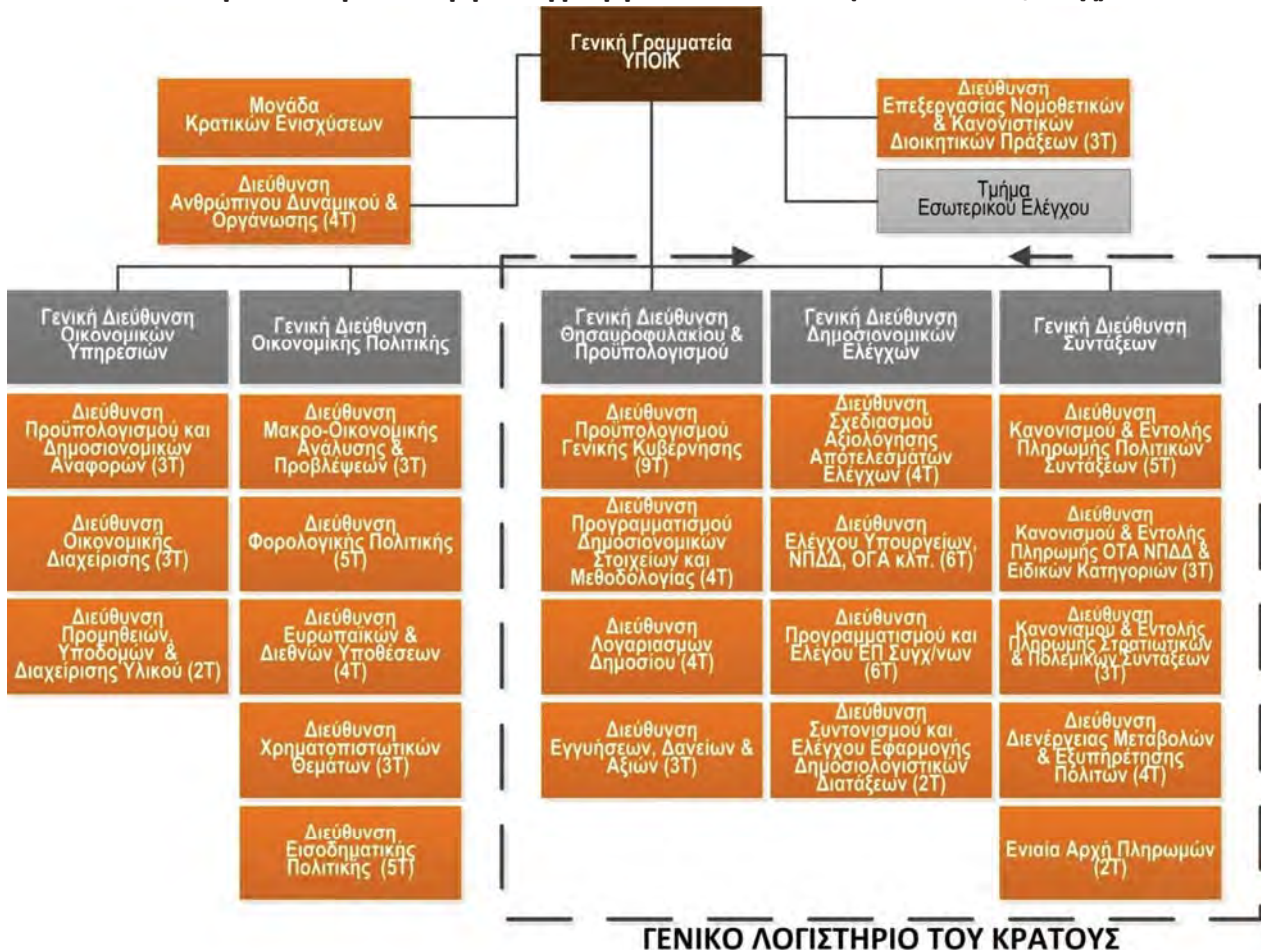 Γενική Γραμματεία
ΥΠΟΙΚ
Μονάδα
Κρατικών Ενισχύσεων
Διεύθυνση
Ανθρώπινου Δυναμικού &
Οργάνωσης (4Τ)
Διεύθυνση
Επεξεργασίας Νομοθετικών
& Κανονιστικών
Διοικητικών Πράξεων (3Τ)
Τμήμα
Εσωτερικού Ελέγχου
Γενική Διεύθυνση
Οικονομικών
Υπηρεσιών
Διεύθυνση
Προϋπολογισμού και
Δημοσιονομικών
Αναφορών (3Τ)
Διεύθυνση
Οικονομικής
Διαχείρισης (3Τ)
Διεύθυνση
Προμηθειών,
Υποδομών &
Διαχείρισης Υλικού (2Τ)
Γενική Διεύθυνση
Οικονομικής Πολιτικής
Διεύθυνση
Μακρο-Οικονομικής
Ανάλυσης &
Προβλέψεων (3Τ)
Διεύθυνση
Φορολογικής Πολιτικής
(5Τ)
Διεύθυνση
Ευρωπαϊκών &
Διεθνών Υποθέσεων
(4Τ)
Διεύθυνση
Χρηματοπιστωτικών
Θεμάτων (3Τ)
Διεύθυνση
Εισοδηματικής
Πολιτικής (5Τ)
Γενική Διεύθυνση
Θησαυροφυλακίου &
Προϋπολογισμού
Διεύθυνση
Προϋπολογισμού
Γενικής Κυβέρνησης
(9Τ)
Διεύθυνση
Προγραμματισμού
Δημοσιονομικών
Στοιχείων και
Μεθοδολογίας (4Τ)
Διεύθυνση
Λογαριασμών
Δημοσίου (4Τ)
Διεύθυνση
Εγγυήσεων, Δανείων &
Αξιών (3Τ)
Γενική Διεύθυνση
Δημοσιονομικών
Ελέγχων
Διεύθυνση
Σχεδιασμού
Αξιολόγησης
Αποτελεσμάτων
Ελέγχων (4Τ)
Διεύθυνση
Ελέγχου Υπουργείων,
ΝΠΔΔ, ΟΓΑ κλπ. (6Τ)
Διεύθυνση
Προγραμματισμού και
Ελέγου ΕΠ Συγχ/νων
(6Τ)
Διεύθυνση
Συντονισμού και
Ελέγχου Εφαρμογής
Δημοσιολογιστικών
Διατάξεων (2Τ)
Γενική Διεύθυνση
Συντάξεων
Διεύθυνση
Κανονισμού & Εντολής
Πληρωμής Πολιτικών
Συντάξεων (5Τ)
Διεύθυνση
Κανονισμού & Εντολής
Πληρωμής ΟΤΑ ΝΠΔΔ &
Ειδικών Κατηγοριών (3Τ)
Διεύθυνση
Κανονισμού & Εντολής
Πληρωμής Στρατιωτικών
& Πολεμικών Συντάξεων
(3Τ)
Διεύθυνση
Διενέργειας Μεταβολών
& Εξυπηρέτησης
Πολιτών (4Τ)
Ενιαία Αρχή Πληρωμών
(2Τ)
ΓΕΝΙΚΟ ΛΟΓΙΣΤΗΡΙΟ ΤΟΥ ΚΡΑΤΟΥΣ